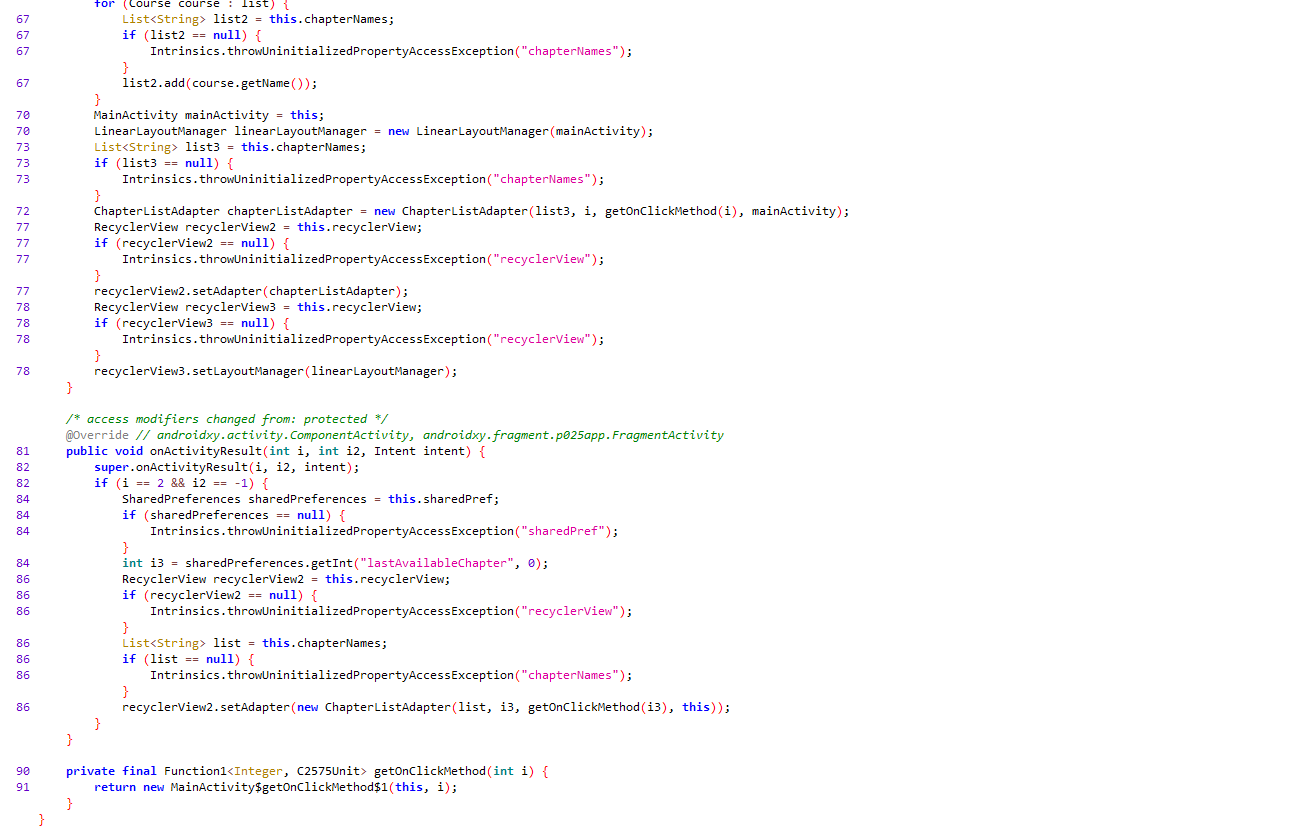 for (Course course : list) {
67 List<String> list2 = this.chapterNames;
67 if (list2 == null) {
67 Intrinsics.throwUninitializedPropertyAccessException("chapterNames");
}
67 list2.add(course.getName());
}
70 MainActivity mainActivity = this;
70 LinearLayoutManager linearLayoutManager = new LinearLayoutManager(mainActivity);
73 List<String> list3 = this.chapterNames;
73 if (list3 == null) {
73 Intrinsics.throwUninitializedPropertyAccessException("chapterNames");
}
72 ChapterListAdapter chapterListAdapter = new ChapterListAdapter(list3, i, getOnClickMethod(i), mainActivity);
77 RecyclerView recyclerView2 = this.recyclerView;
77 if (recyclerView2 == null) {
77 Intrinsics.throwUninitializedPropertyAccessException("recyclerView");
}
77 recyclerView2.setAdapter(chapterListAdapter);
78 RecyclerView recyclerView3 = this.recyclerView;
78 if (recyclerView3 == null) {
78 Intrinsics.throwUninitializedPropertyAccessException("recyclerView");
}
78 recyclerView3.setLayoutManager(linearLayoutManager);
}
/* access modifiers changed from: protected */
@Override // androidxy.activity.ComponentActivity, androidxy.fragment.p025app.FragmentActivity
81 public void onActivityResult(int i, int i2, Intent intent) {
82 super.onActivityResult(i, i2, intent);
82 if (i == 2 && i2 == -1) {
84 SharedPreferences sharedPreferences = this.sharedPref;
84 if (sharedPreferences == null) {
84 Intrinsics.throwUninitializedPropertyAccessException("sharedPref");
}
84 int i3 = sharedPreferences.getInt("lastAvailableChapter", 0);
86 RecyclerView recyclerView2 = this.recyclerView;
86 if (recyclerView2 == null) {
86 Intrinsics.throwUninitializedPropertyAccessException("recyclerView");
}
86 List<String> list = this.chapterNames;
86 if (list == null) {
86 Intrinsics.throwUninitializedPropertyAccessException("chapterNames");
}
86 recyclerView2.setAdapter(new ChapterListAdapter(list, i3, getOnClickMethod(i3), this));
}
}
90 private final Function1<Integer, C2575Unit> getOnClickMethod(int i) {
91 return new MainActivity$getOnClickMethod$1(this, i);
}
}